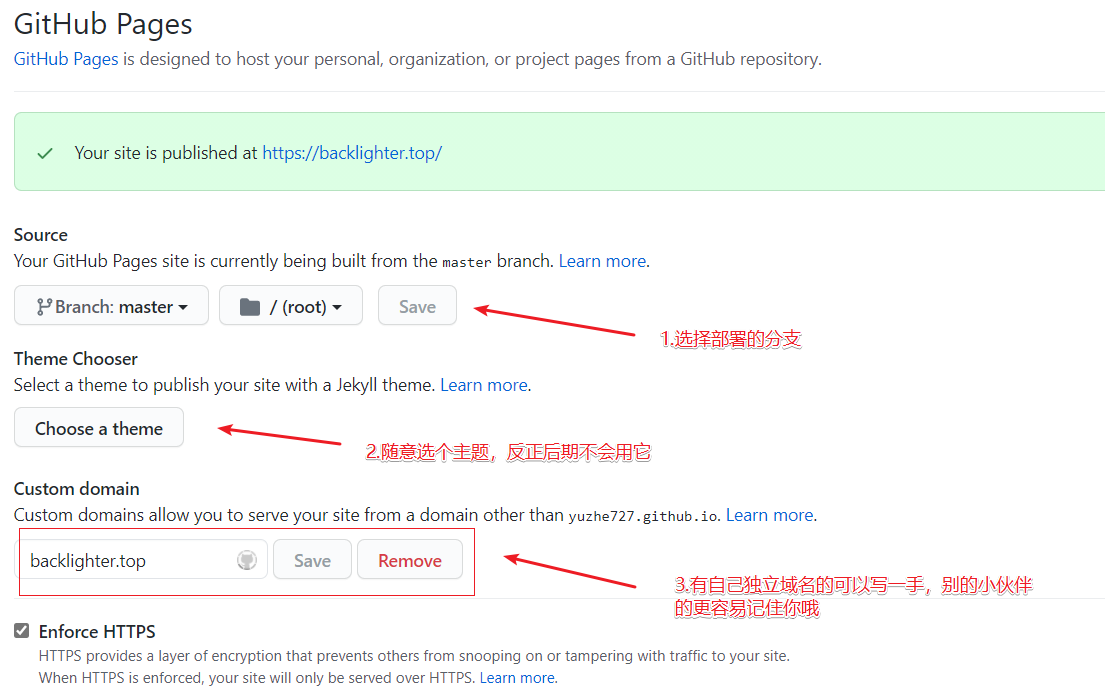 GitHub Pages
GitHub Pages is designed to host your personal, organization, or project pages from a GitHub repository.
Your site is published at https://backlighter.top/
Source
Your GitHub Pages site is currently being built from the master branch. Learn more.
Branch: master
/ (root)
Save
1.选择部署的分支
Theme Chooser
Select a theme to publish your site with a Jekyll theme. Learn more.
Choose a theme
2.随意选个主题，反正后期不会用它
Custom domain
Custom domains allow you to serve your site from a domain other than yuzhe727.github.io. Learn more.
backlighter.top
Save
Remove
3.有自己独立域名的可以写一手，别的小伙伴
的更容易记住你哦
Enforce HTTPS
HTTPS provides a layer of encryption that prevents others from snooping on or tampering with traffic to your site.
When HTTPS is enforced, your site will only be served over HTTPS. Learn more.